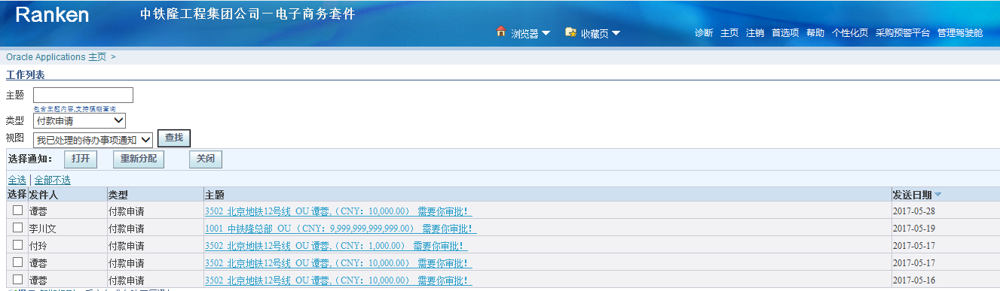 Ranken 中铁隆工程集团公司－电子商务套件
浏览器 收藏页 诊断 主页 注销 首选项 帮助 个性化页 采购预警平台 管理驾驶舱
Oracle Applications 主页 >
工作列表
主题
包含主题内容,支持模糊查询
类型 付款申请
视图 我已处理的待办事项通知 查找
选择通知： 打开 重新分配 关闭
全选 | 全部不选
选择 发件人 类型 主题 发送日期
谭蓉 付款申请 3502_北京地铁12号线_OU 谭蓉,（CNY：10,000.00） 需要你审批！ 2017-05-28
李川文 付款申请 1001_中铁隆总部_OU（CNY：9,999,999,999,999.00） 需要你审批！ 2017-05-19
付玲 付款申请 3502_北京地铁12号线_OU 谭蓉,（CNY：1,000.00） 需要你审批！ 2017-05-17
谭蓉 付款申请 3502_北京地铁12号线_OU 谭蓉,（CNY：10,000.00） 需要你审批！ 2017-05-17
谭蓉 付款申请 3502_北京地铁12号线_OU 谭蓉,（CNY：10,000.00） 需要你审批！ 2017-05-16